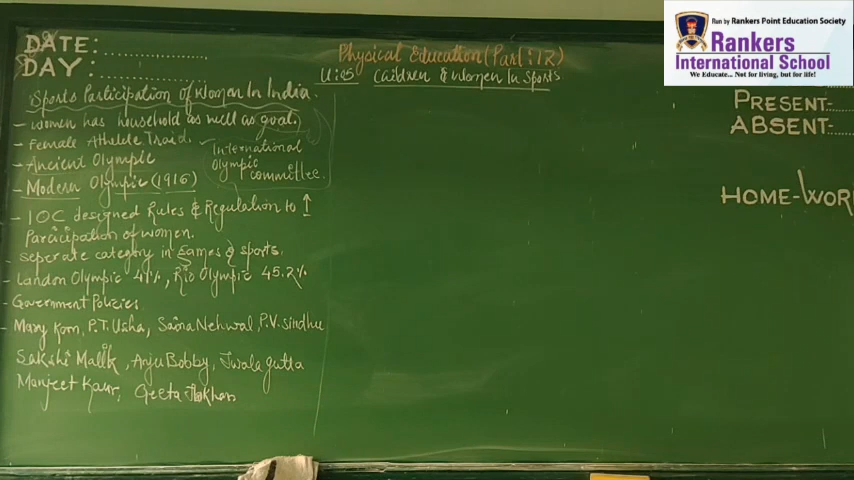 Run by Rankers Point Education Society
Rankers
International School
We Educate.. Not for living, but for life!
DATE:
DAY:
Physical Education (Part: 12)
U:05 Children & Women In Sports
PRESENT-
ABSENT-
HOME-WOR
Sports Participation of Women In India.
- Women has household as well as goal.
- Female Athelete Traid.
International
Olympic
committee.
- Ancient Olympic
- Modern Olympic (1916)
- IOC designed Rules & Regulation to ↑
Participation of women.
- Seperate category in games & sports.
- Landon Olympic 41%, Rio Olympic 45.2%
- Government Policies
- Mary Kom, P.T. Usha, Saina Nehwal, P.V. Sindhu
Sakshi Malik, Anju Bobby, Jwala gutta
Manjeet Kaur, Geeta